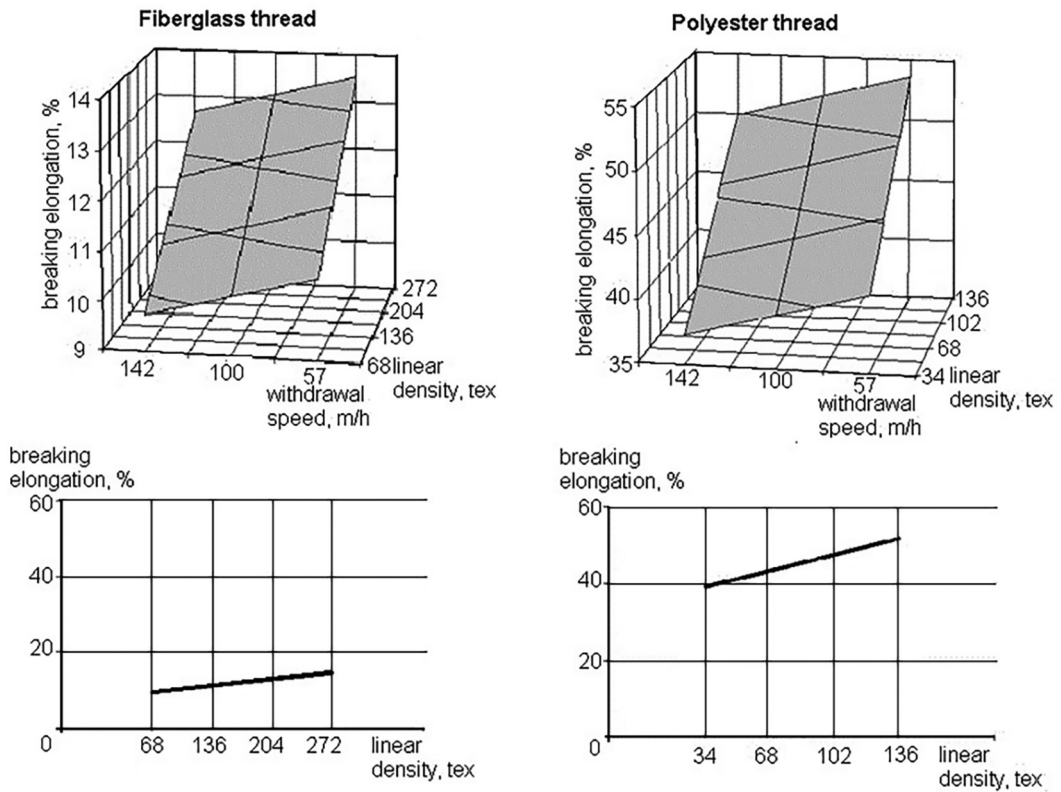 Fiberglass thread
breaking elongation, %
14
13
12
11
10
9
142
100
57
withdrawal
speed, m/h
272
204
136
68 linear
density, tex
Polyester thread
breaking elongation, %
55
50
45
40
35
142
100
57
withdrawal
speed, m/h
136
102
68
34 linear
density, tex
breaking
elongation, %
60
40
20
0
68 136 204 272 linear
density, tex
breaking
elongation, %
60
40
20
0
34 68 102 136 linear
density, tex